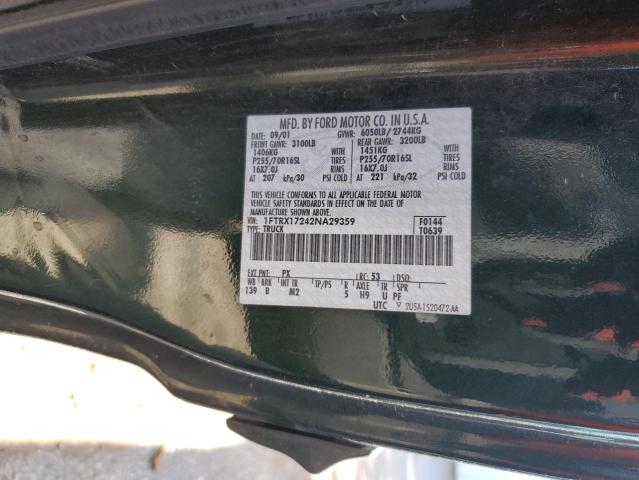 MFD. BY FORD MOTOR CO. IN U.S.A.
DATE: 09/01 GVWR: 6050LB/2744KG
FRONT GAWR: 3100LB REAR GAWR: 3200LB
1406KG WITH 1451KG WITH
P255/70R16SL TIRES P255/70R16SL TIRES
16X7.0J RIMS 16X7.0J RIMS
AT 207 kPa/30 PSI COLD AT 221 kPa/32 PSI COLD
THIS VEHICLE CONFORMS TO ALL APPLICABLE FEDERAL MOTOR
VEHICLE SAFETY STANDARDS IN EFFECT ON THE DATE OF
MANUFACTURE SHOWN ABOVE.
VIN: 1FTRX17242NA29359 F0144
TYPE: TRUCK T0639
EXT PNT: PX RC: 53 DSO:
WB BRK INT TR TP/PS R AXLE TR SPR
139 B M2 5 H9 U PF
UTC 2U5A-1520472-AA